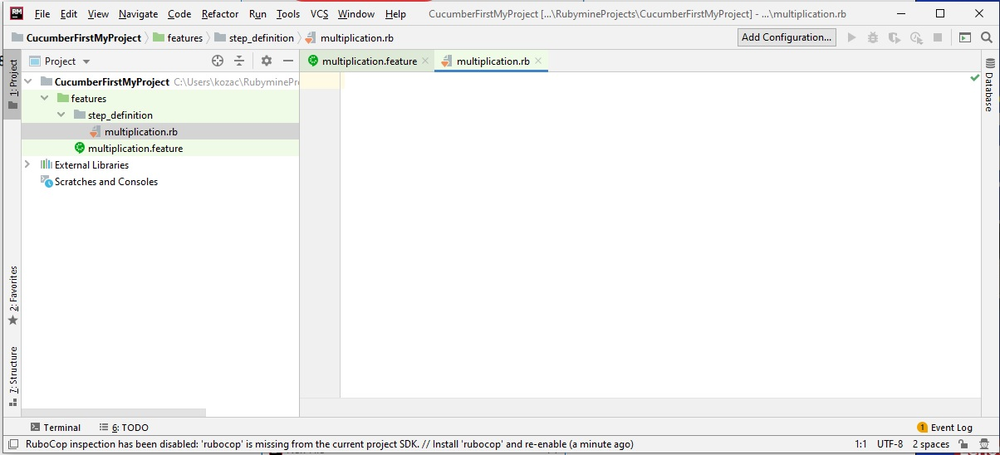 RM File Edit View Navigate Code Refactor Run Tools VCS Window Help CucumberFirstMyProject [...\RubymineProjects\CucumberFirstMyProject] - ...\multiplication.rb
CucumberFirstMyProject features step_definition multiplication.rb Add Configuration...
Project multiplication.feature multiplication.rb
1: Project
CucumberFirstMyProject C:\Users\kozac\RubyminePr
features
step_definition
multiplication.rb
multiplication.feature
External Libraries
Scratches and Consoles
Database
2: Favorites
7: Structure
Terminal 6: TODO 1 Event Log
RuboCop inspection has been disabled: 'rubocop' is missing from the current project SDK. // Install 'rubocop' and re-enable (a minute ago) 1:1 UTF-8 2 spaces